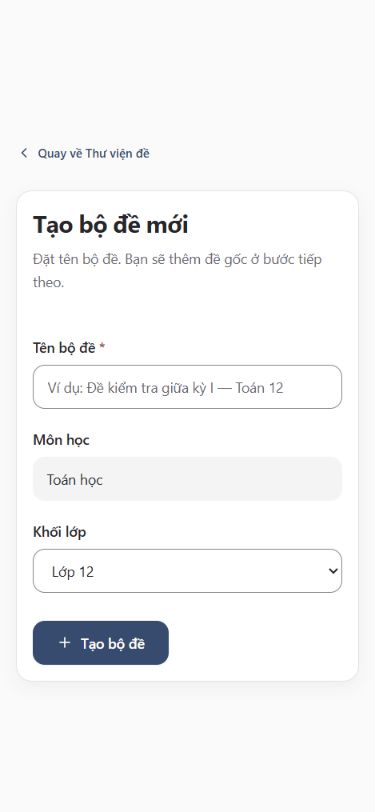 Quay về Thư viện đề
Tạo bộ đề mới
Đặt tên bộ đề. Bạn sẽ thêm đề gốc ở bước tiếp
theo.
Tên bộ đề *
Ví dụ: Đề kiểm tra giữa kỳ I — Toán 12
Môn học
Toán học
Khối lớp
Lớp 12
+ Tạo bộ đề